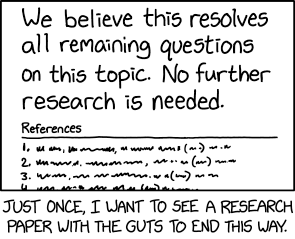 We believe this resolves
all remaining questions
on this topic. No further
research is needed.
References
1.
2.
3.
4.
JUST ONCE, I WANT TO SEE A RESEARCH
PAPER WITH THE GUTS TO END THIS WAY.